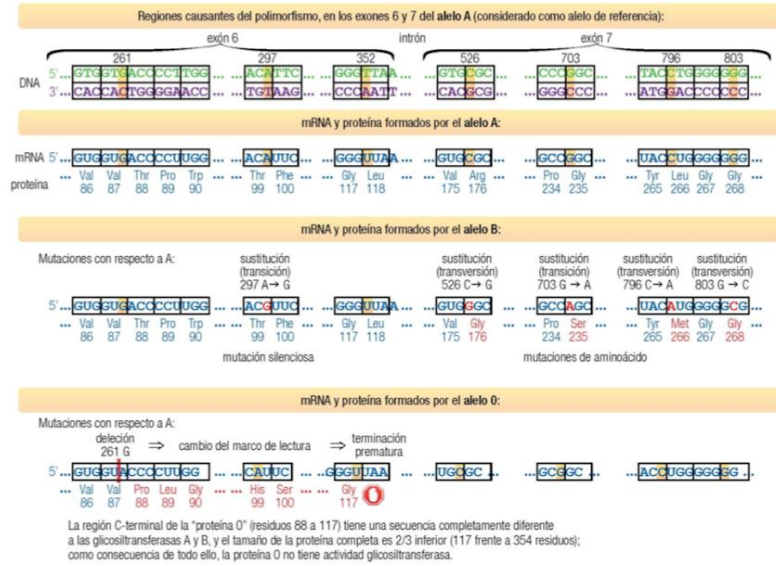 Regiones causantes del polimorfismo, en los exones 6 y 7 del alelo A (considerado como alelo de referencia):
exón 6 intrón exón 7
261 297 352 526 703 796 803
DNA
5' ...GTGGTGACCCCTTGG ... ...ACATTC... ...GGGTTAA ... ...GTGCGC ... ...CCCGGC ... ...TACCTGGGGGGG ...
3' ...CACCACTGGGGAACC ... ...TGTAAG... ...CCCAATT ... ...CACGCG ... ...GGGCCC ... ...ATGGACCCCCCC ...
mRNA y proteína formados por el alelo A:
mRNA 5' ...GUGGUGACCCCUUGG ... ...ACAUUC ... ...GGGUUAA ... ...GUGCGC ... ...GCCGGC ... ...UACCUGGGGGGG ...
proteína ... Val Val Thr Pro Trp ... ... Thr Phe ... ... Gly Leu ... ... Val Arg ... ... Pro Gly ... ... Tyr Leu Gly Gly ...
86 87 88 89 90 99 100 117 118 175 176 234 235 265 266 267 268
mRNA y proteína formados por el alelo B:
Mutaciones con respecto a A: sustitución sustitución sustitución sustitución sustitución
(transición) (transversión) (transición) (transversión) (transversión)
297 A→ G 526 C→ G 703 G → A 796 C→ A 803 G → C
5' ...GUGGUGACCCCUUGG ... ...ACGUUC ... ...GGGUUAA ... ...GUGGGC ... ...GCCAGC ... ...UACAUGGGGGCG ...
... Val Val Thr Pro Trp ... ... Thr Phe ... ... Gly Leu ... ... Val Gly ... ... Pro Ser ... ... Tyr Met Gly Gly ...
86 87 88 89 90 99 100 117 118 175 176 234 235 265 266 267 268
mutación silenciosa mutaciones de aminoácido
mRNA y proteína formados por el alelo 0:
Mutaciones con respecto a A:
deleción ⇒ cambio del marco de lectura ⇒ terminación
261 G prematura
5' ...GUGGUACCCCUUGG ... ...CAUUC ... ...GGGUUAA ... ...UGCGC ... ...GCGGC ... ...ACCUGGGGGGG ...
... Val Val Pro Leu Gly ... ... His Ser ... ... Gly
86 87 88 89 90 99 100 117
La región C-terminal de la "proteína 0" (residuos 88 a 117) tiene una secuencia completamente diferente
a las glicosiltransferasas A y B, y el tamaño de la proteína completa es 2/3 inferior (117 frente a 354 residuos);
como consecuencia de todo ello, la proteína 0 no tiene actividad glicosiltransferasa.